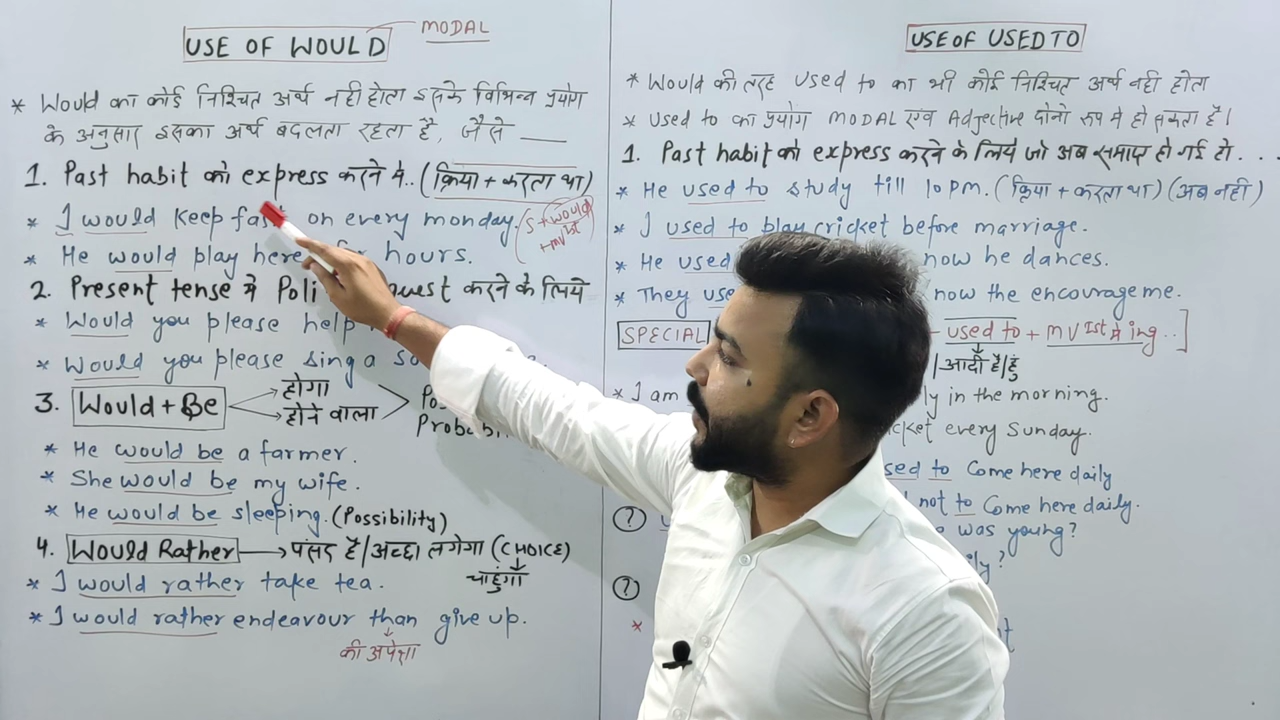 USE OF WOULD
MODAL
* Would का कोई निश्चित अर्थ नही होता इसके विभिन्न प्रयोग
के अनुसार इसका अर्थ बदलता रहता है, जैसे —
1. Past habit को express करने मे.. (क्रिया + करता था)
* I would keep fast on every monday.
(S + would
+ mv Ist)
* He would play here for hours.
2. Present tense मे Poli करने के लिये
* Would you please help
* Would you please sing a
3. Would + Be
होगा
होने वाला
* He would be a farmer.
* She would be my wife.
* He would be sleeping. (Possibility)
4. Would Rather → पंसद है/अच्छा लगेगा (CHOICE)
चाहुंगा
* I would rather take tea.
* I would rather endeavour than give up.
की अपेक्षा
USE OF USED TO
* Would की तरह used to का भी कोई निश्चित अर्थ नही होता
* used to का प्रयोग MODAL एवं Adjective दोनो रूप मे हो सकता है।
1. Past habit को express करने के लिये जो अब समाप्त हो गई हो....
* He used to study till 10 pm. (क्रिया + करता था) (अब नही)
* I used to play cricket before marriage.
* He used now he dances.
* They use now the encourage me.
SPECIAL
+ used to + mv Ist मे ing..]
आदी है/हुं
* I am ly in the morning.
cket every Sunday.
sed to Come here daily
not to Come here daily.
was young?
?
ly?
?
*